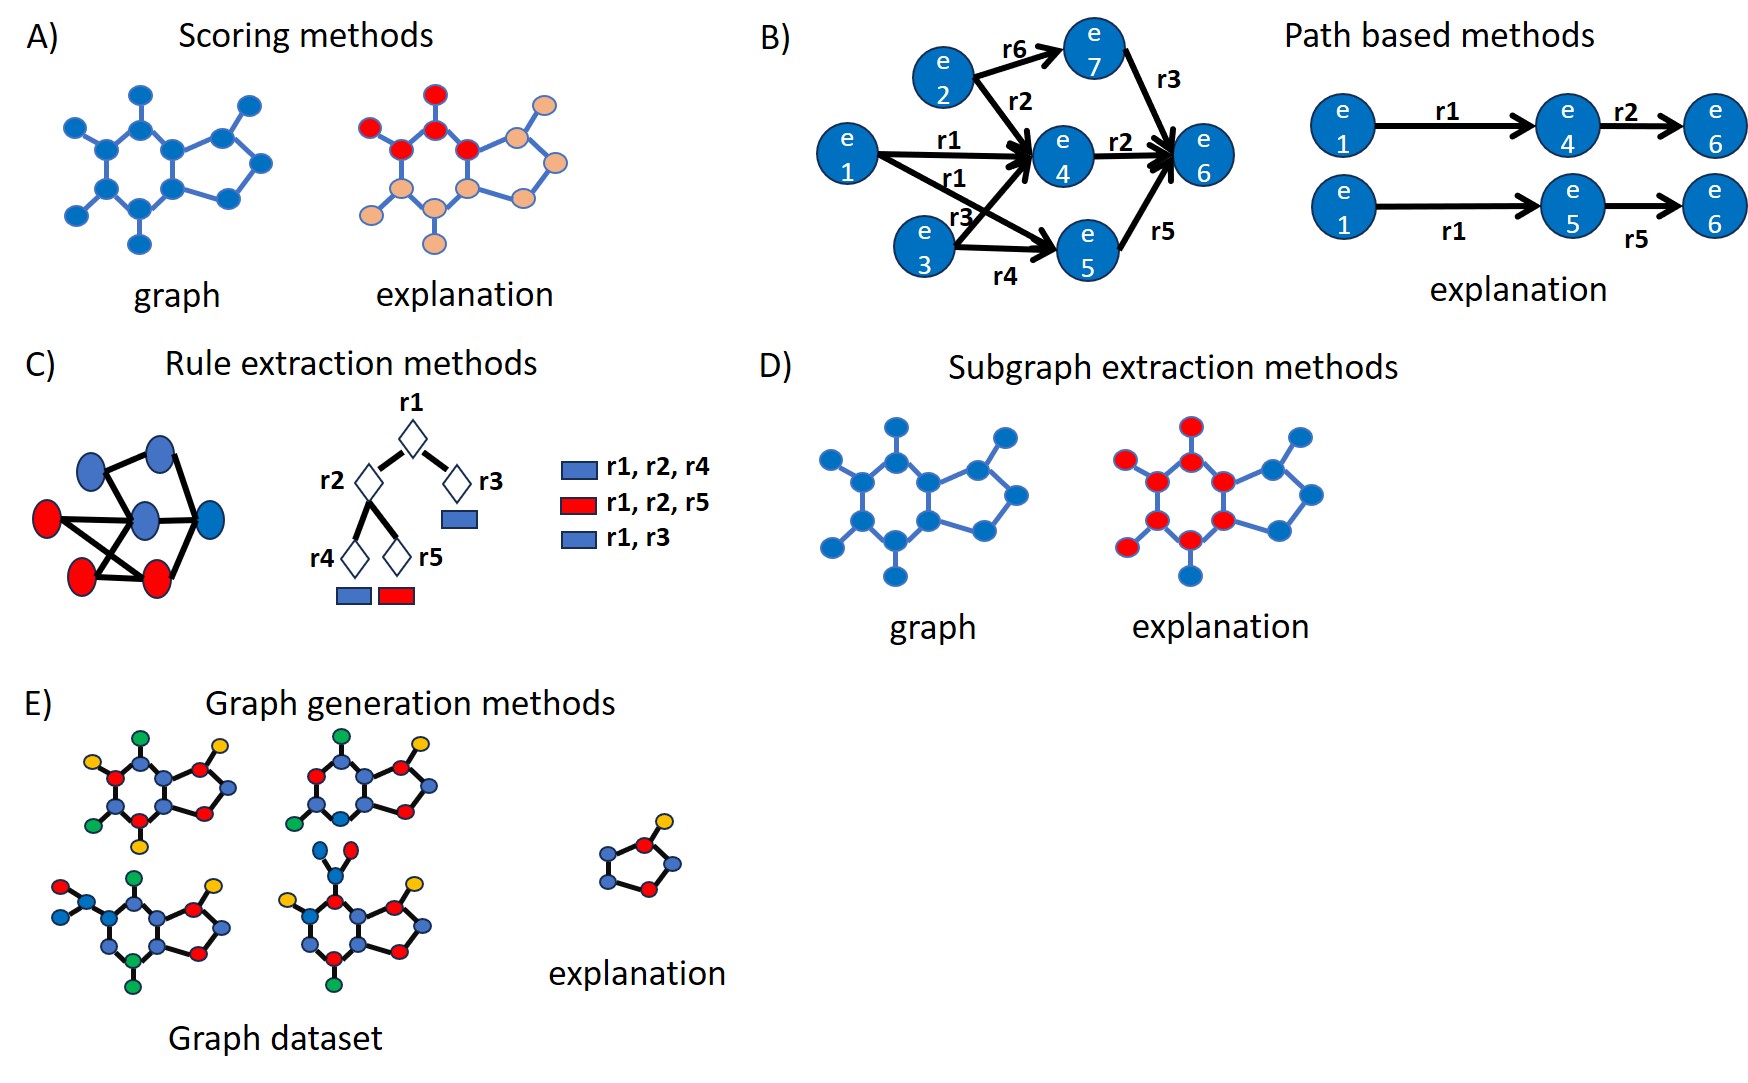 A)
Scoring methods
graph
explanation
B)
Path based methods
e
2
r6
e
7
r3
r2
e
1
r1
e
4
r2
e
6
r1
r3
e
3
r4
e
5
r5
e
1
r1
e
4
r2
e
6
e
1
r1
e
5
r5
e
6
explanation
C)
Rule extraction methods
r1
r2
r3
r4
r5
r1, r2, r4
r1, r2, r5
r1, r3
D)
Subgraph extraction methods
graph
explanation
E)
Graph generation methods
explanation
Graph dataset